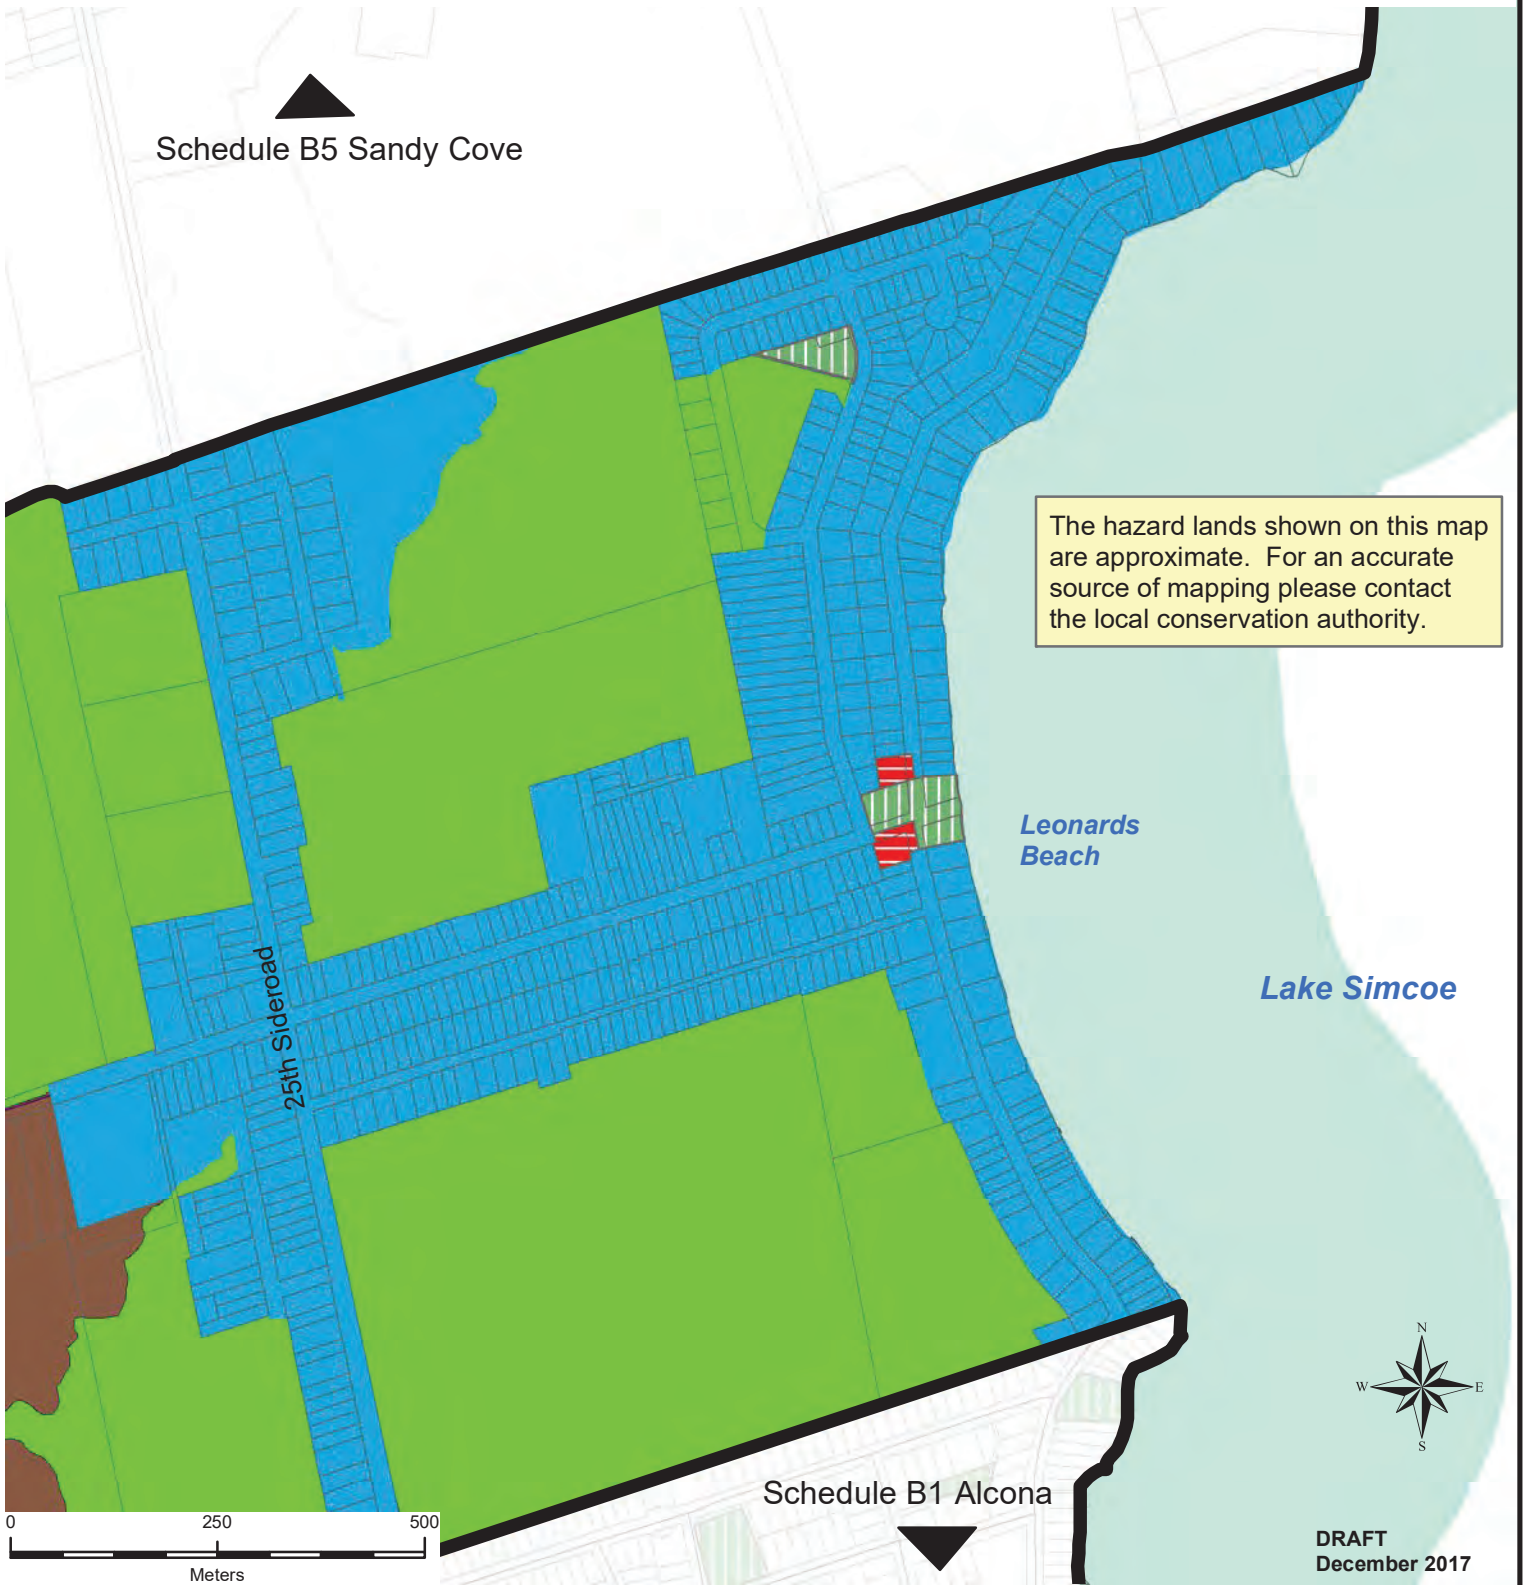 Schedule B5 Sandy Cove
The hazard lands shown on this map
are approximate. For an accurate
source of mapping please contact
the local conservation authority.
Leonards
Beach
Lake Simcoe
25th Sideroad
N
W E
S
Schedule B1 Alcona
0 250 500
Meters
DRAFT
December 2017